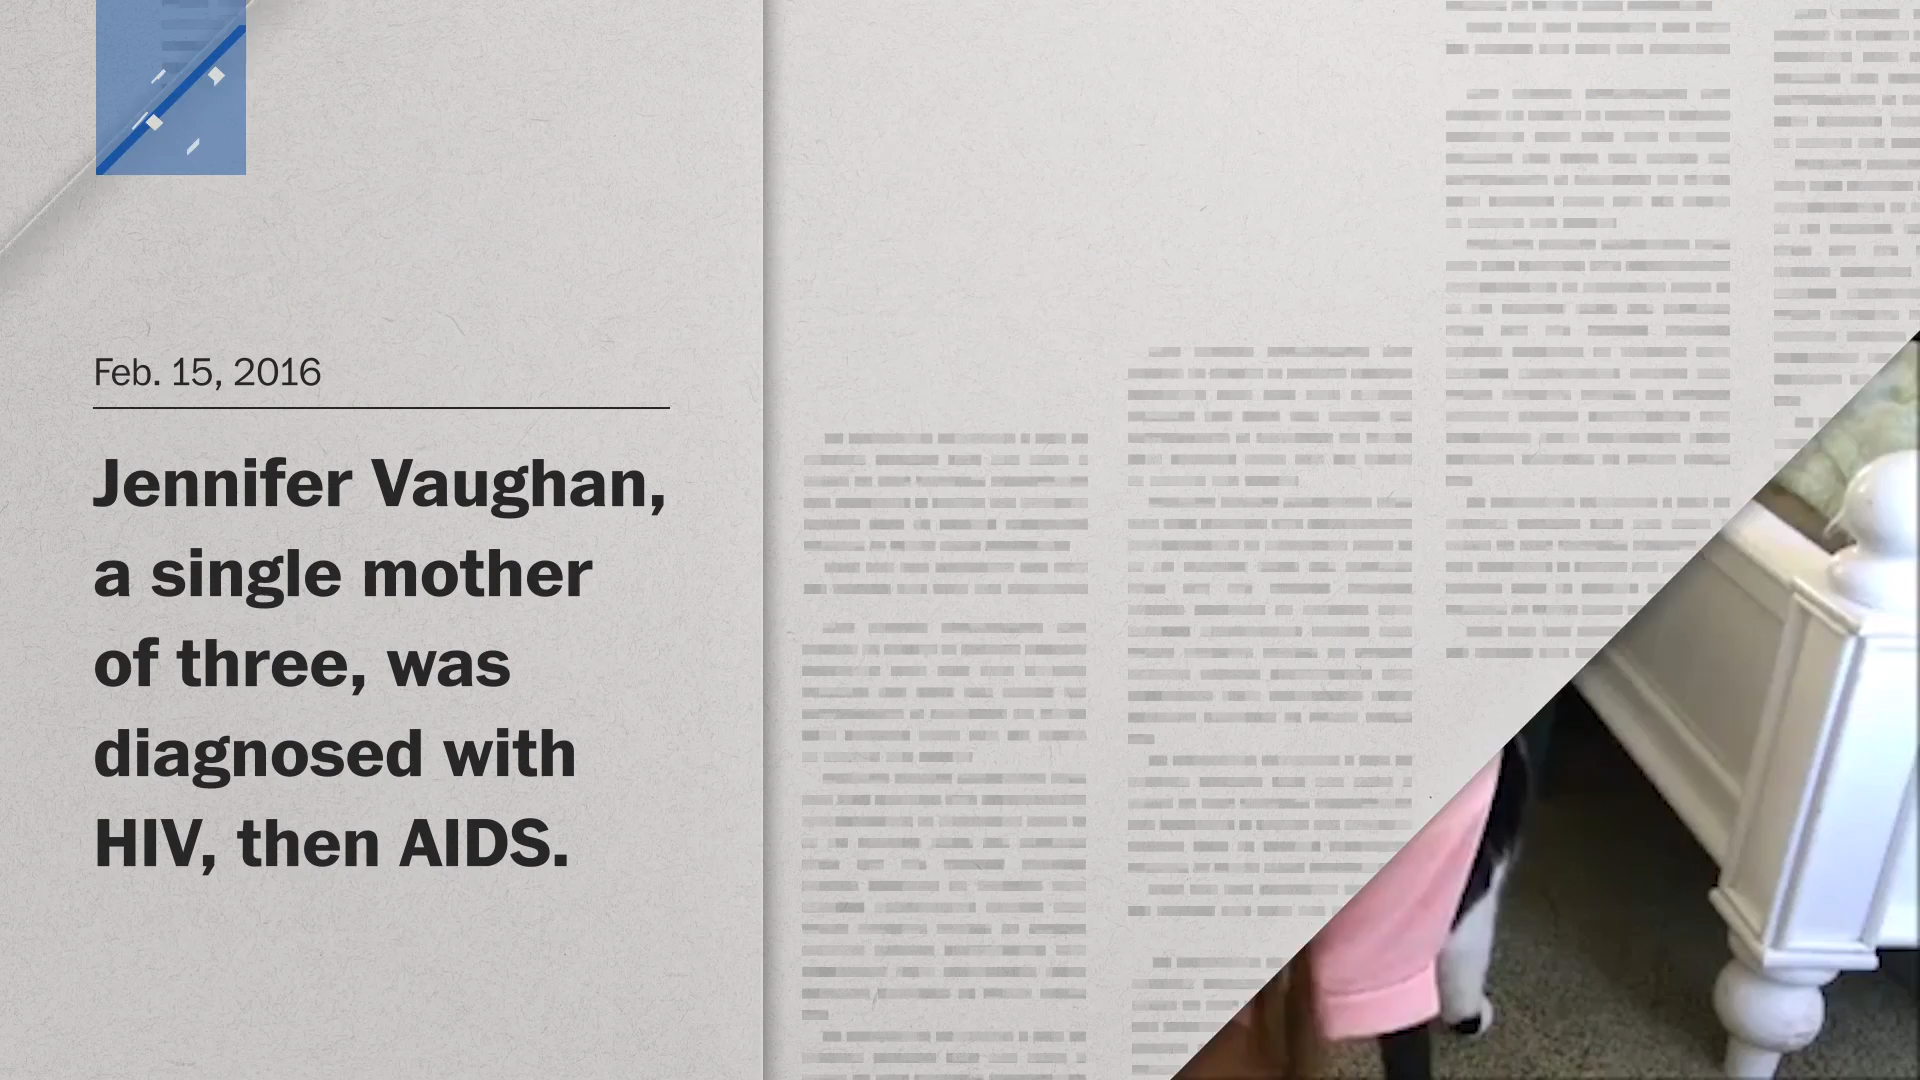 Feb. 15, 2016
Jennifer Vaughan,
a single mother
of three, was
diagnosed with
HIV, then AIDS.